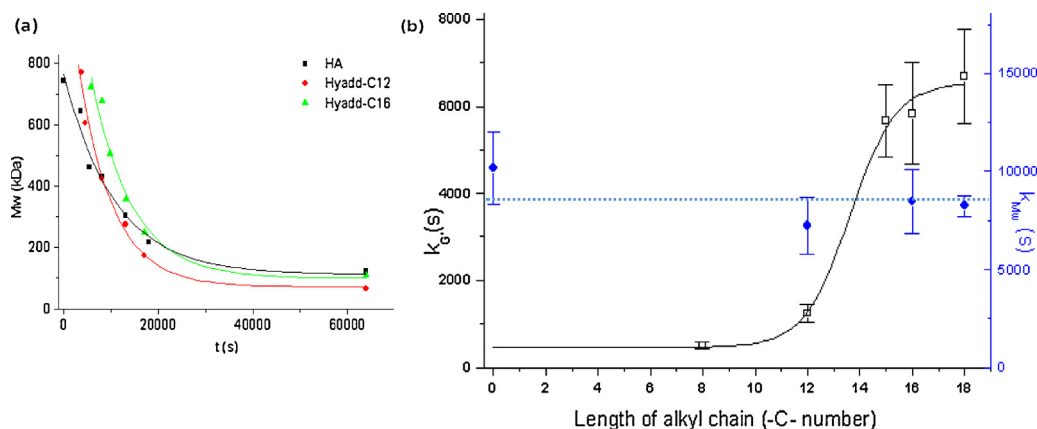 (a)
HA
Hyadd-C12
Hyadd-C16
800
600
400
200
0
Mw (kDa)
0 20000 40000 60000
t (s)
(b)
8000
6000
4000
2000
0
kG'(s)
15000
10000
5000
0
kMw (s)
0 2 4 6 8 10 12 14 16 18
Length of alkyl chain (-C- number)